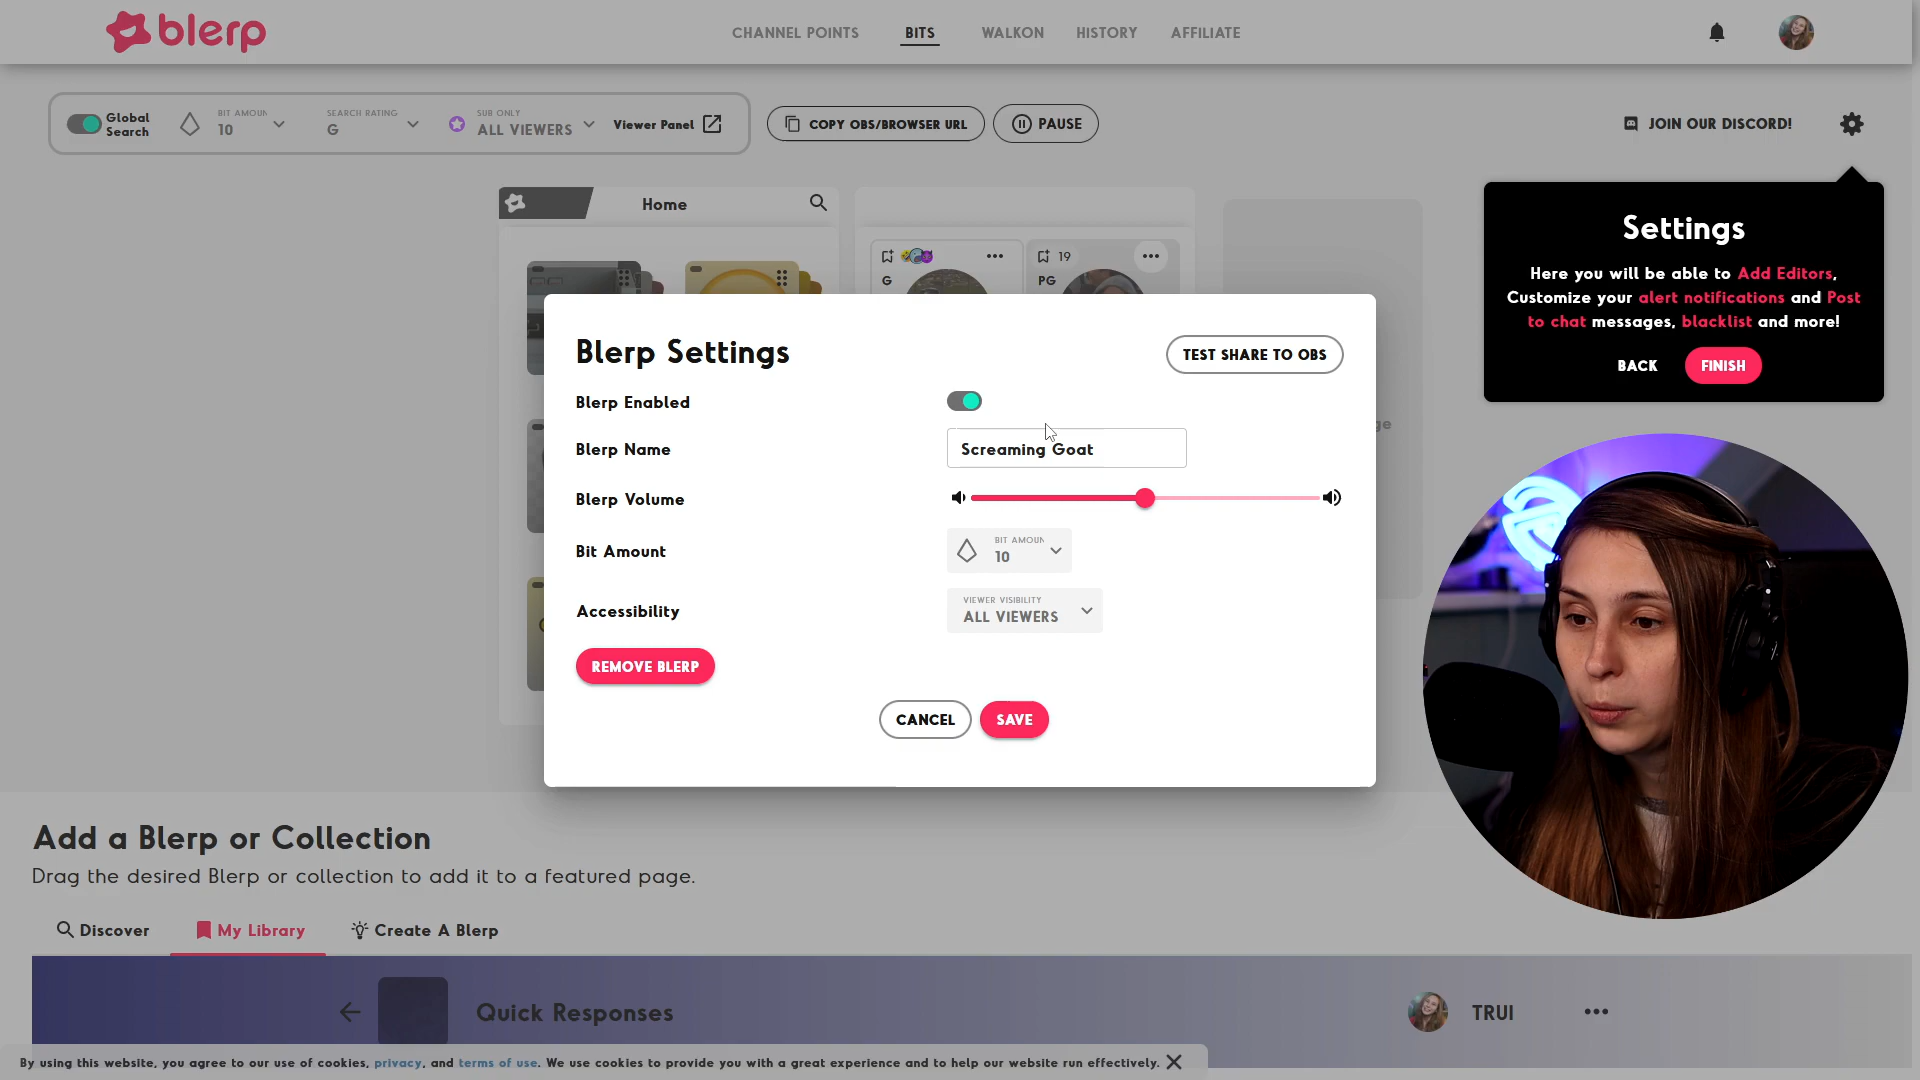 blerp
CHANNEL POINTS
BITS
WALKON
HISTORY
AFFILIATE
Global
Search
BIT AMOUN
10
SEARCH RATING
G
SUB ONLY
ALL VIEWERS
Viewer Panel
COPY OBS/BROWSER URL
PAUSE
JOIN OUR DISCORD!
Home
G
19
PG
Settings
Here you will be able to Add Editors,
Customize your alert notifications and Post
to chat messages, blacklist and more!
BACK
FINISH
Blerp Settings
TEST SHARE TO OBS
Blerp Enabled
Blerp Name
Screaming Goat
Blerp Volume
Bit Amount
BIT AMOUN
10
Accessibility
VIEWER VISIBILITY
ALL VIEWERS
REMOVE BLERP
CANCEL
SAVE
Add a Blerp or Collection
Drag the desired Blerp or collection to add it to a featured page.
Discover
My Library
Create A Blerp
Quick Responses
TRUI
By using this website, you agree to our use of cookies, privacy, and terms of use. We use cookies to provide you with a great experience and to help our website run effectively.